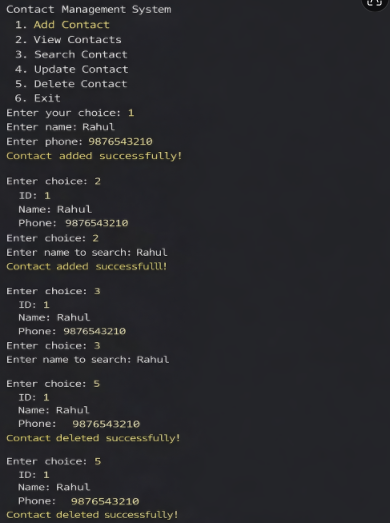 Contact Management System
1. Add Contact
2. View Contacts
3. Search Contact
4. Update Contact
5. Delete Contact
6. Exit
Enter your choice: 1
Enter name: Rahul
Enter phone: 9876543210
Contact added successfully!
Enter choice: 2
ID: 1
Name: Rahul
Phone: 9876543210
Enter choice: 2
Enter name to search: Rahul
Contact added successfulll!
Enter choice: 3
ID: 1
Name: Rahul
Phone: 9876543210
Enter choice: 3
Enter name to search: Rahul
Enter choice: 5
ID: 1
Name: Rahul
Phone: 9876543210
Contact deleted successfully!
Enter choice: 5
ID: 1
Name: Rahul
Phone: 9876543210
Contact deleted successfully!